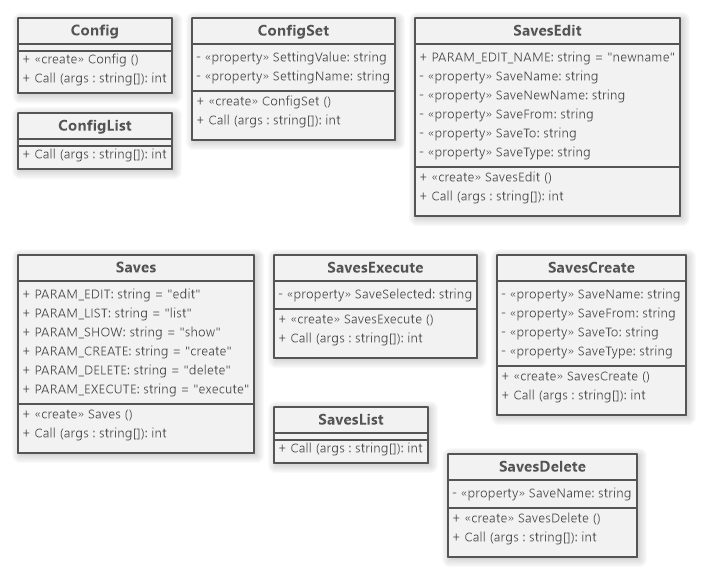 Config
+ «create» Config ()
+ Call (args : string[]): int
ConfigList
+ Call (args : string[]): int
ConfigSet
- «property» SettingValue: string
- «property» SettingName: string
+ «create» ConfigSet ()
+ Call (args : string[]): int
SavesEdit
+ PARAM_EDIT_NAME: string = "newname"
- «property» SaveName: string
- «property» SaveNewName: string
- «property» SaveFrom: string
- «property» SaveTo: string
- «property» SaveType: string
+ «create» SavesEdit ()
+ Call (args : string[]): int
Saves
+ PARAM_EDIT: string = "edit"
+ PARAM_LIST: string = "list"
+ PARAM_SHOW: string = "show"
+ PARAM_CREATE: string = "create"
+ PARAM_DELETE: string = "delete"
+ PARAM_EXECUTE: string = "execute"
+ «create» Saves ()
+ Call (args : string[]): int
SavesExecute
- «property» SaveSelected: string
+ «create» SavesExecute ()
+ Call (args : string[]): int
SavesList
+ Call (args : string[]): int
SavesCreate
- «property» SaveName: string
- «property» SaveFrom: string
- «property» SaveTo: string
- «property» SaveType: string
+ «create» SavesCreate ()
+ Call (args : string[]): int
SavesDelete
- «property» SaveName: string
+ «create» SavesDelete ()
+ Call (args : string[]): int